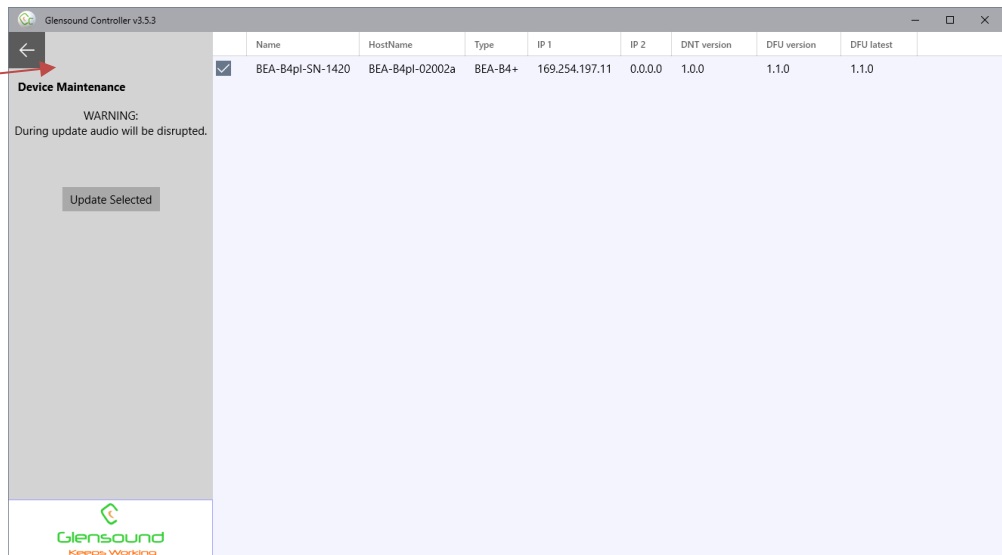 Glensound Controller v3.5.3
Name HostName Type IP 1 IP 2 DNT version DFU version DFU latest
BEA-B4pI-SN-1420 BEA-B4pI-02002a BEA-B4+ 169.254.197.11 0.0.0.0 1.0.0 1.1.0 1.1.0
Device Maintenance
WARNING:
During update audio will be disrupted.
Update Selected
Glensound
Keeps Working